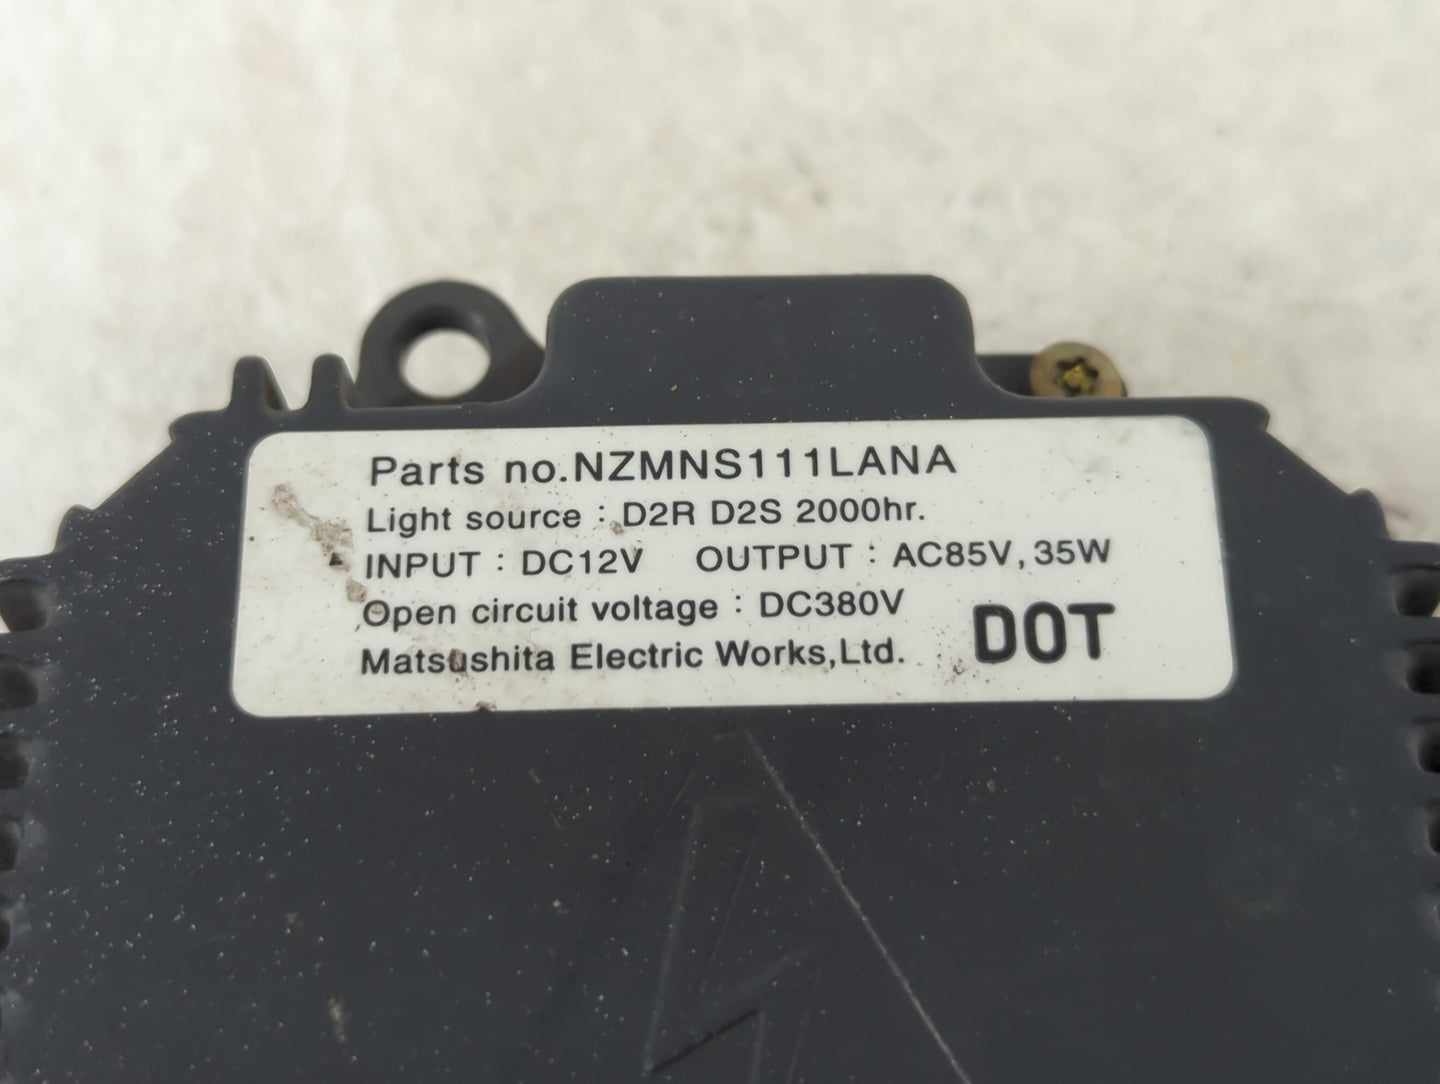 Parts no.NZMNS111LANA
Light source : D2R D2S 2000hr.
INPUT : DC12V OUTPUT : AC85V, 35W
Open circuit voltage : DC380V
Matsushita Electric Works,Ltd. DOT